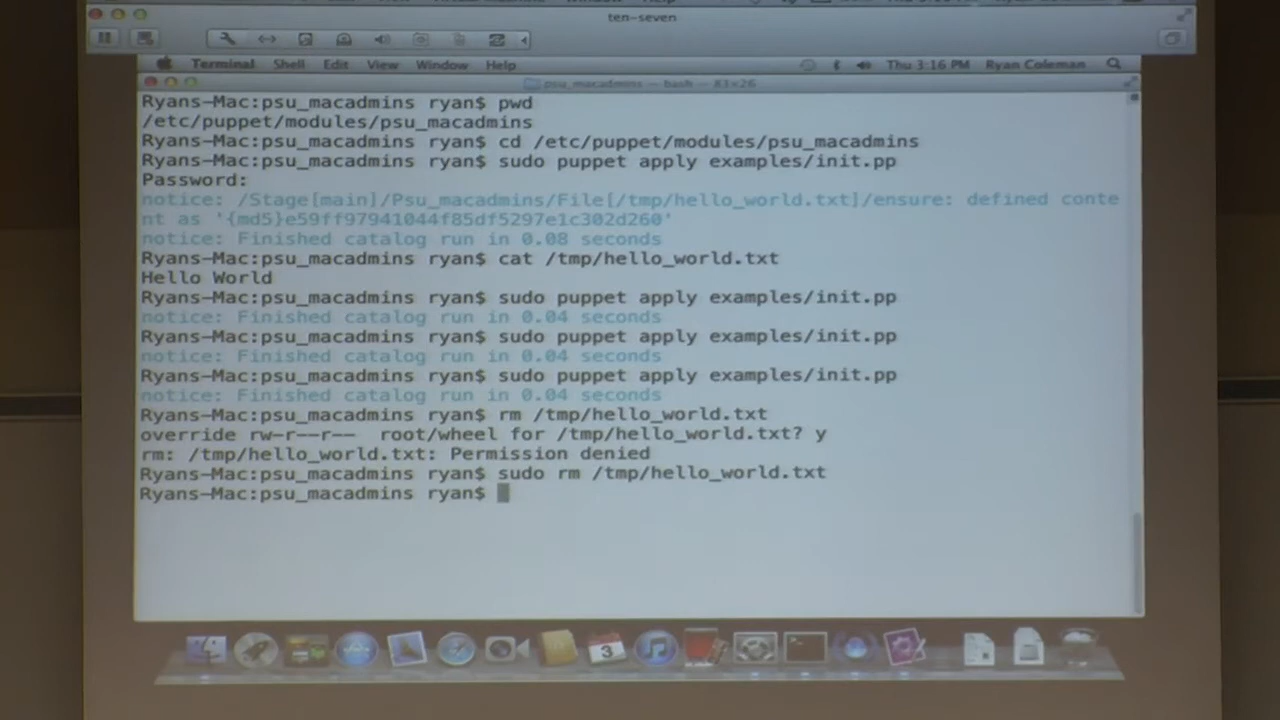 ten-seven
Terminal Shell Edit View Window Help Thu 3:16 PM Ryan Coleman
psu_macadmins — bash — 83×26
Ryans-Mac:psu_macadmins ryan$ pwd
/etc/puppet/modules/psu_macadmins
Ryans-Mac:psu_macadmins ryan$ cd /etc/puppet/modules/psu_macadmins
Ryans-Mac:psu_macadmins ryan$ sudo puppet apply examples/init.pp
Password:
notice: /Stage[main]/Psu_macadmins/File[/tmp/hello_world.txt]/ensure: defined conte
nt as '{md5}e59ff97941044f85df5297e1c302d260'
notice: Finished catalog run in 0.08 seconds
Ryans-Mac:psu_macadmins ryan$ cat /tmp/hello_world.txt
Hello World
Ryans-Mac:psu_macadmins ryan$ sudo puppet apply examples/init.pp
notice: Finished catalog run in 0.04 seconds
Ryans-Mac:psu_macadmins ryan$ sudo puppet apply examples/init.pp
notice: Finished catalog run in 0.04 seconds
Ryans-Mac:psu_macadmins ryan$ sudo puppet apply examples/init.pp
notice: Finished catalog run in 0.04 seconds
Ryans-Mac:psu_macadmins ryan$ rm /tmp/hello_world.txt
override rw-r--r--  root/wheel for /tmp/hello_world.txt? y
rm: /tmp/hello_world.txt: Permission denied
Ryans-Mac:psu_macadmins ryan$ sudo rm /tmp/hello_world.txt
Ryans-Mac:psu_macadmins ryan$
3